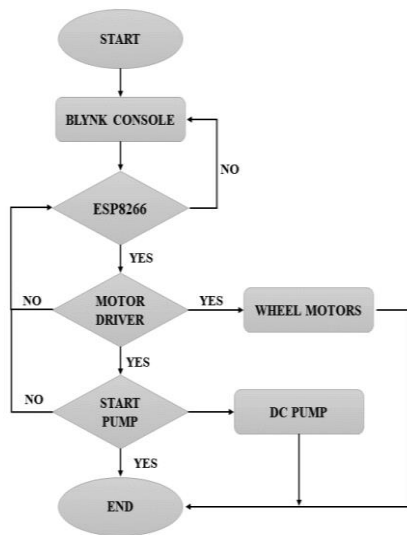 START
BLYNK CONSOLE
NO
ESP8266
YES
NO
MOTOR
DRIVER
YES
WHEEL MOTORS
YES
NO
START
PUMP
DC PUMP
YES
END